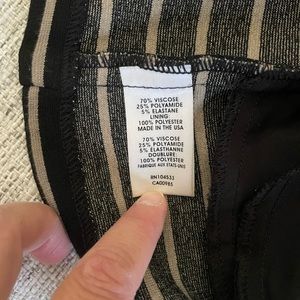 70% VISCOSE
25% POLYAMIDE
5% ELASTANE
LINING:
100% POLYESTER
MADE IN THE USA
70% VISCOSE
25% POLYAMIDE
5% ELASTHANNE
DOUBLURE:
100% POLYESTER
FABRIQUE AUX ETATS-UNIS
RN104531
CA00985